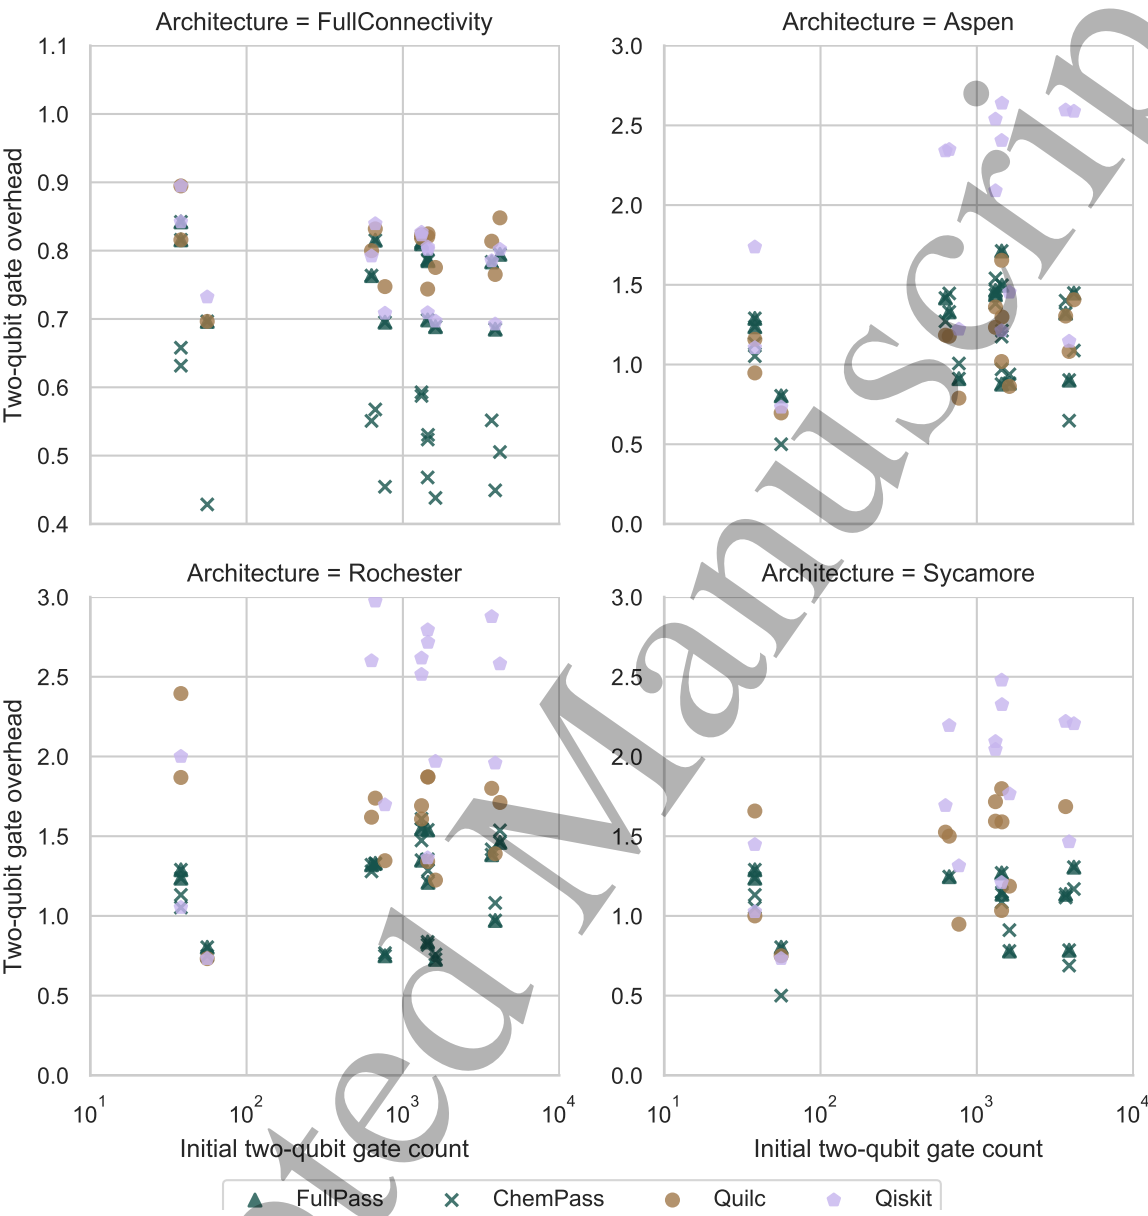 Architecture = FullConnectivity
Architecture = Aspen
1.1
1.0
0.9
0.8
0.7
0.6
0.5
0.4
Two-qubit gate overhead
3.0
2.5
2.0
1.5
1.0
0.5
0.0
Architecture = Rochester
Architecture = Sycamore
3.0
2.5
2.0
1.5
1.0
0.5
0.0
Two-qubit gate overhead
3.0
2.5
2.0
1.5
1.0
0.5
0.0
10^1
10^2
10^3
10^4
10^1
10^2
10^3
10^4
Initial two-qubit gate count
Initial two-qubit gate count
FullPass
ChemPass
Quilc
Qiskit
ted Manuscrip